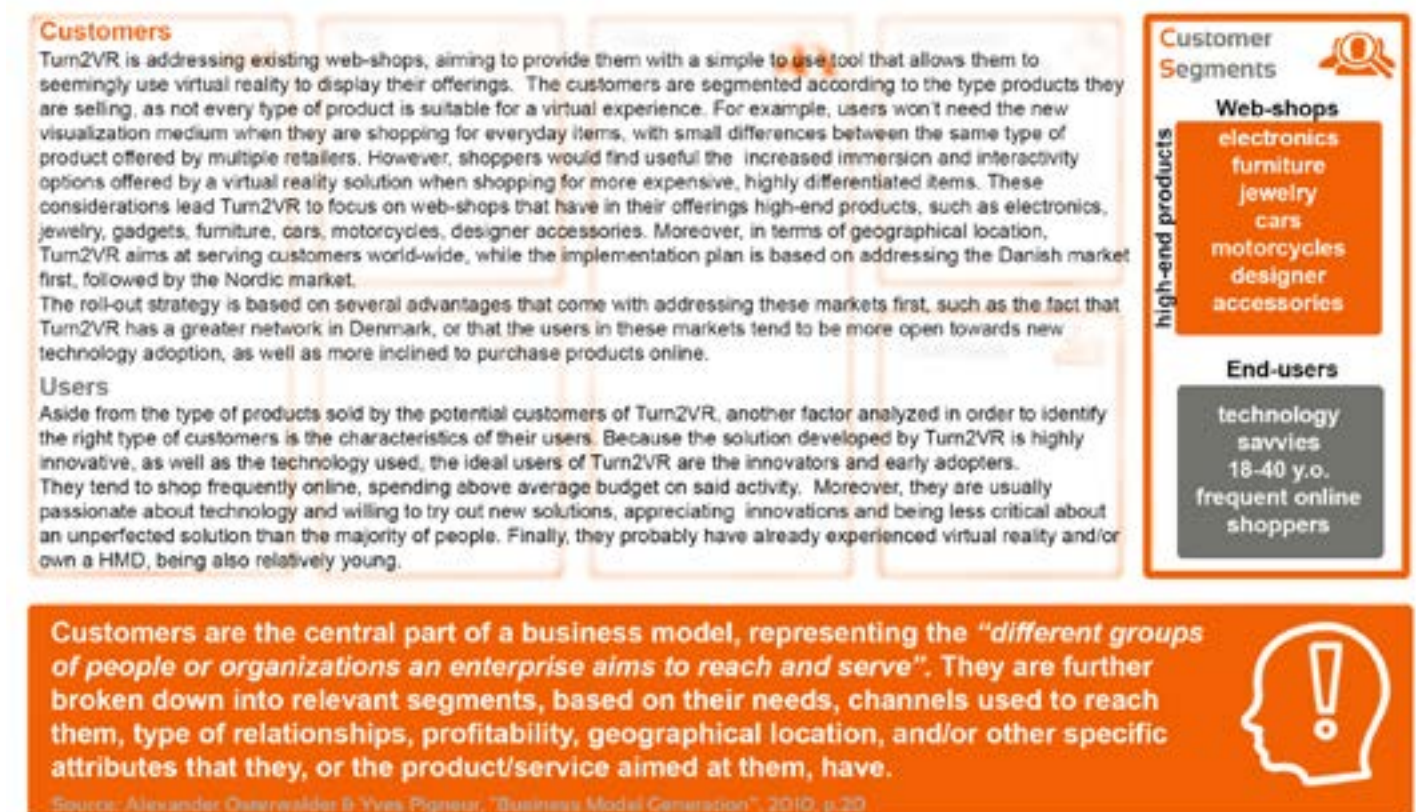 Customers
Turn2VR is addressing existing web-shops, aiming to provide them with a simple to use tool that allows them to
seemingly use virtual reality to display their offerings. The customers are segmented according to the type products they
are selling, as not every type of product is suitable for a virtual experience. For example, users won't need the new
visualization medium when they are shopping for everyday items, with small differences between the same type of
product offered by multiple retailers. However, shoppers would find useful the increased immersion and interactivity
options offered by a virtual reality solution when shopping for more expensive, highly differentiated items. These
considerations lead Turn2VR to focus on web-shops that have in their offerings high-end products, such as electronics,
jewelry, gadgets, furniture, cars, motorcycles, designer accessories. Moreover, in terms of geographical location,
Turn2VR aims at serving customers world-wide, while the implementation plan is based on addressing the Danish market
first, followed by the Nordic market.
The roll-out strategy is based on several advantages that come with addressing these markets first, such as the fact that
Turn2VR has a greater network in Denmark, or that the users in these markets tend to be more open towards new
technology adoption, as well as more inclined to purchase products online.
Users
Aside from the type of products sold by the potential customers of Turn2VR, another factor analyzed in order to identify
the right type of customers is the characteristics of their users. Because the solution developed by Turn2VR is highly
innovative, as well as the technology used, the ideal users of Turn2VR are the innovators and early adopters.
They tend to shop frequently online, spending above average budget on said activity. Moreover, they are usually
passionate about technology and willing to try out new solutions, appreciating innovations and being less critical about
an unperfected solution than the majority of people. Finally, they probably have already experienced virtual reality and/or
own a HMD, being also relatively young.
Customer
Segments
Web-shops
high-end products
electronics
furniture
jewelry
cars
motorcycles
designer
accessories
End-users
technology
savvies
18-40 y.o.
frequent online
shoppers
Customers are the central part of a business model, representing the "different groups
of people or organizations an enterprise aims to reach and serve". They are further
broken down into relevant segments, based on their needs, channels used to reach
them, type of relationships, profitability, geographical location, and/or other specific
attributes that they, or the product/service aimed at them, have.
Source: Alexander Osterwalder & Yves Pigneur, "Business Model Generation", 2010, p.20